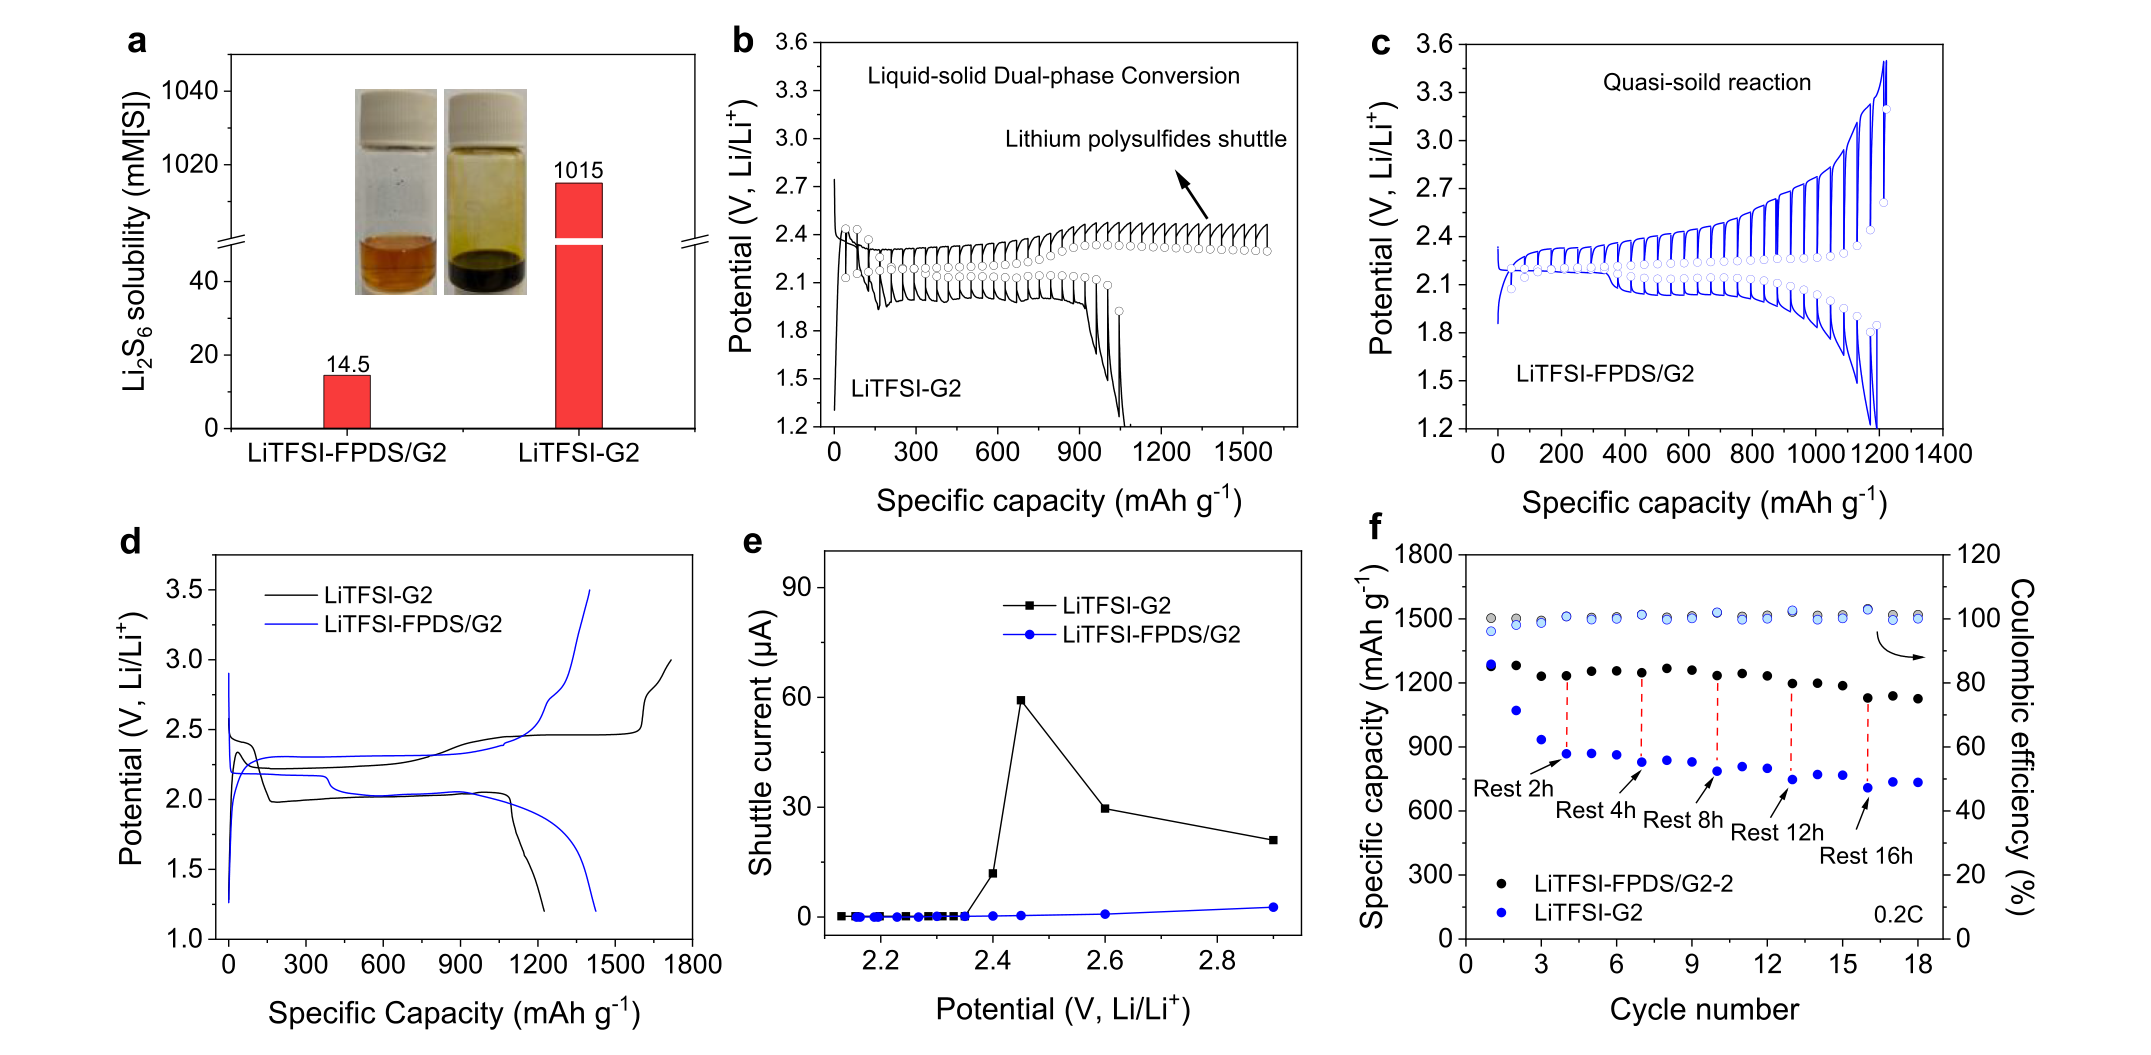 a
Li2S6 solubility (mM[S])
1040
1020
40
20
0
14.5
1015
LiTFSI-FPDS/G2
LiTFSI-G2
b
Potential (V, Li/Li+)
3.6
3.3
3.0
2.7
2.4
2.1
1.8
1.5
1.2
Liquid-solid Dual-phase Conversion
Lithium polysulfides shuttle
LiTFSI-G2
0 300 600 900 1200 1500
Specific capacity (mAh g-1)
c
Potential (V, Li/Li+)
3.6
3.3
3.0
2.7
2.4
2.1
1.8
1.5
1.2
Quasi-soild reaction
LiTFSI-FPDS/G2
0 200 400 600 800 1000 1200 1400
Specific capacity (mAh g-1)
d
Potential (V, Li/Li+)
3.5
3.0
2.5
2.0
1.5
1.0
LiTFSI-G2
LiTFSI-FPDS/G2
0 300 600 900 1200 1500 1800
Specific Capacity (mAh g-1)
e
Shuttle current (μA)
90
60
30
0
LiTFSI-G2
LiTFSI-FPDS/G2
2.2 2.4 2.6 2.8
Potential (V, Li/Li+)
f
Specific capacity (mAh g-1)
1800
1500
1200
900
600
300
0
120
100
80
60
40
20
0
Coulombic efficiency (%)
Rest 2h
Rest 4h
Rest 8h
Rest 12h
Rest 16h
LiTFSI-FPDS/G2-2
LiTFSI-G2
0.2C
0 3 6 9 12 15 18
Cycle number